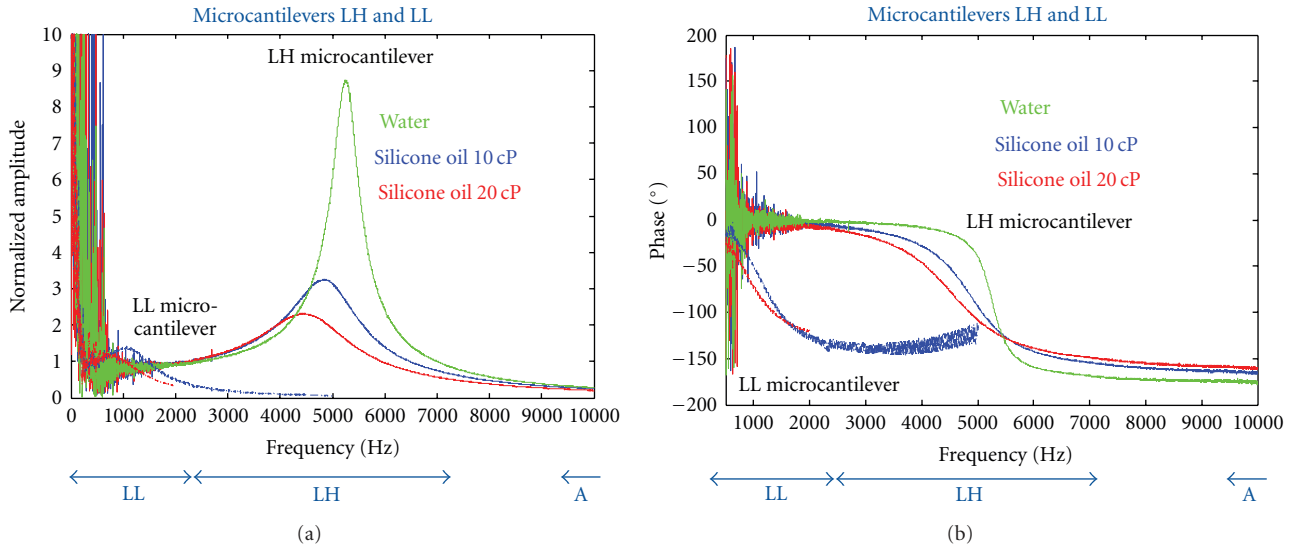 Microcantilevers LH and LL
10
9
8
7
6
5
4
3
2
1
0
Normalized amplitude
LH microcantilever
Water
Silicone oil 10 cP
Silicone oil 20 cP
LL micro-
cantilever
0 1000 2000 3000 4000 5000 6000 7000 8000 9000 10000
Frequency (Hz)
LL LH A
(a)
Microcantilevers LH and LL
200
150
100
50
0
−50
−100
−150
−200
Phase (°)
Water
Silicone oil 10 cP
Silicone oil 20 cP
LH microcantilever
LL microcantilever
1000 2000 3000 4000 5000 6000 7000 8000 9000 10000
Frequency (Hz)
LL LH A
(b)